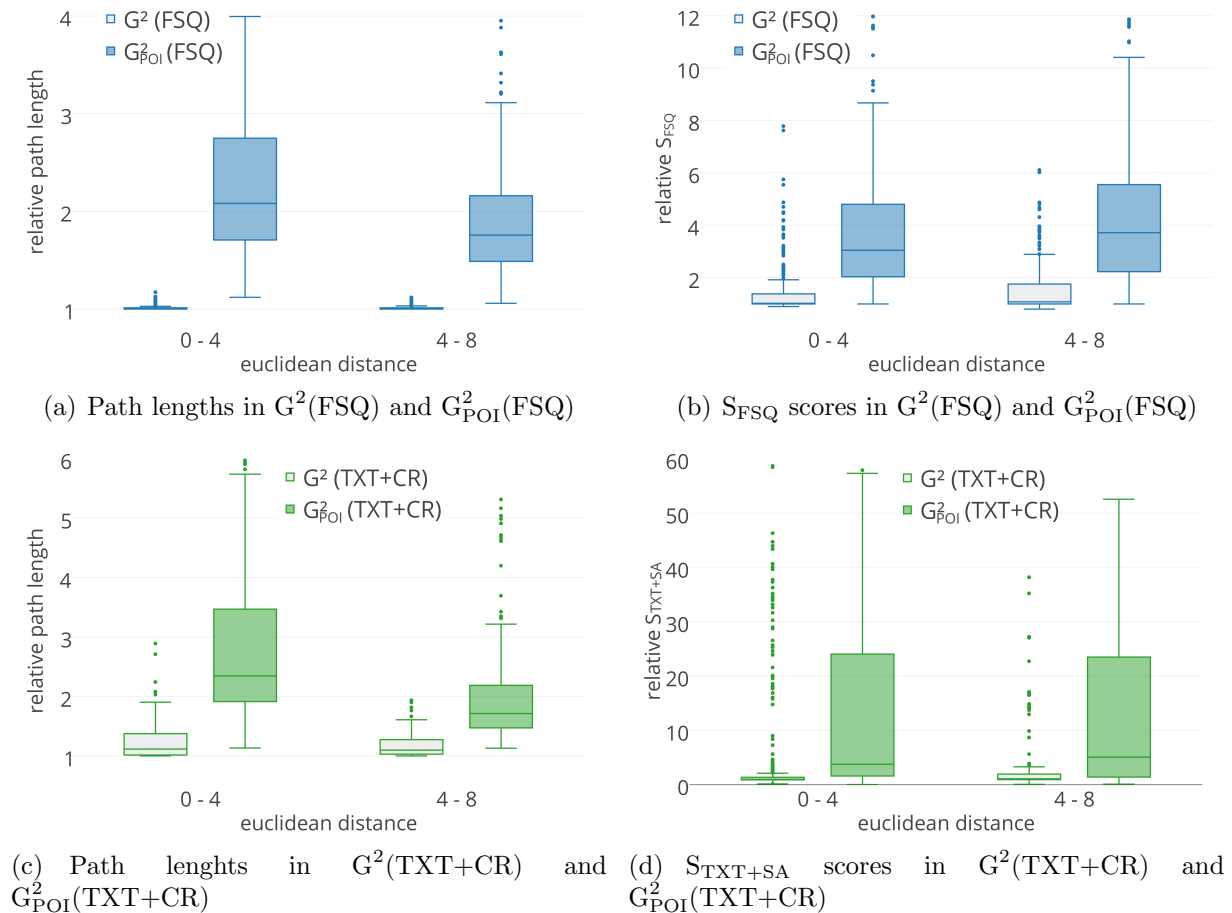 G² (FSQ)
G²POI (FSQ)
4
3
2
1
relative path length
0 - 4
4 - 8
euclidean distance
(a) Path lengths in G²(FSQ) and G²POI(FSQ)
G² (FSQ)
G²POI (FSQ)
12
10
8
6
4
2
relative SFSQ
0 - 4
4 - 8
euclidean distance
(b) SFSQ scores in G²(FSQ) and G²POI(FSQ)
G² (TXT+CR)
G²POI (TXT+CR)
6
5
4
3
2
1
relative path length
0 - 4
4 - 8
euclidean distance
(c) Path lenghts in G²(TXT+CR) and
G²POI(TXT+CR)
G² (TXT+CR)
G²POI (TXT+CR)
60
50
40
30
20
10
0
relative STXT+SA
0 - 4
4 - 8
euclidean distance
(d) STXT+SA scores in G²(TXT+CR) and
G²POI(TXT+CR)